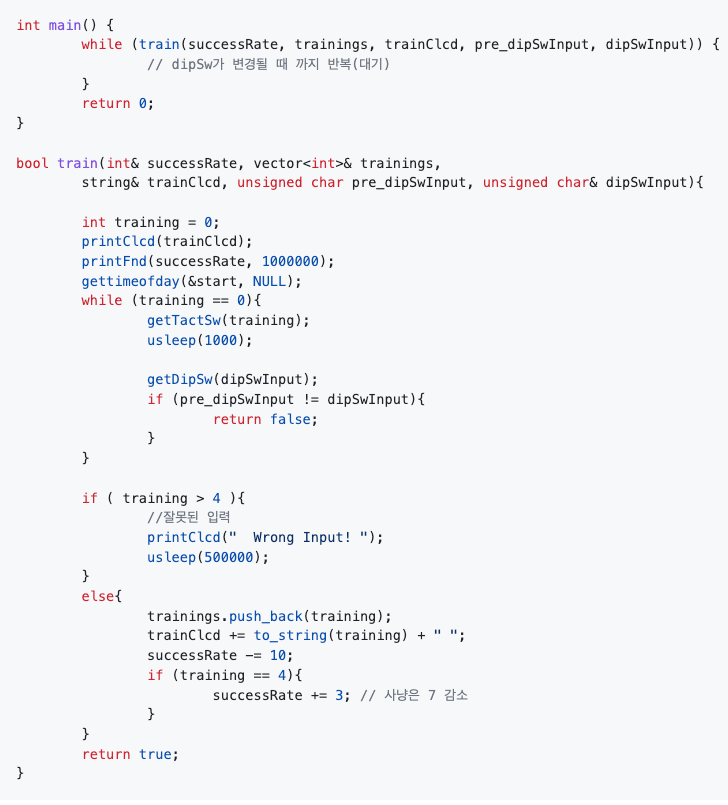 int main() {
        while (train(successRate, trainings, trainClcd, pre_dipSwInput, dipSwInput)) {
                // dipSw가 변경될 때 까지 반복(대기)
        }
        return 0;
}

bool train(int& successRate, vector<int>& trainings,
        string& trainClcd, unsigned char pre_dipSwInput, unsigned char& dipSwInput){

        int training = 0;
        printClcd(trainClcd);
        printFnd(successRate, 1000000);
        gettimeofday(&start, NULL);
        while (training == 0){
                getTactSw(training);
                usleep(1000);

                getDipSw(dipSwInput);
                if (pre_dipSwInput != dipSwInput){
                        return false;
                }
        }

        if ( training > 4 ){
                //잘못된 입력
                printClcd("  Wrong Input! ");
                usleep(500000);
        }
        else{
                trainings.push_back(training);
                trainClcd += to_string(training) + " ";
                successRate -= 10;
                if (training == 4){
                        successRate += 3; // 사냥은 7 감소
                }
        }
        return true;
}